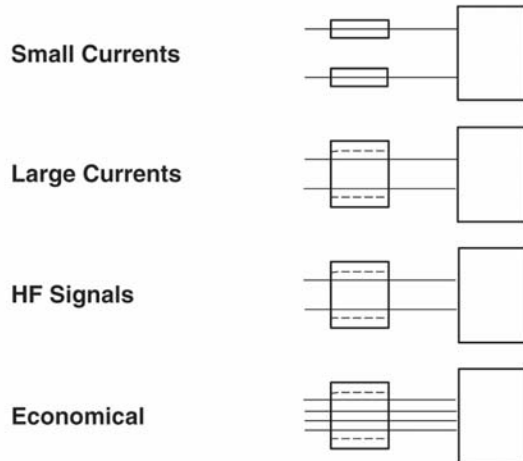 Small Currents
Large Currents
HF Signals
Economical